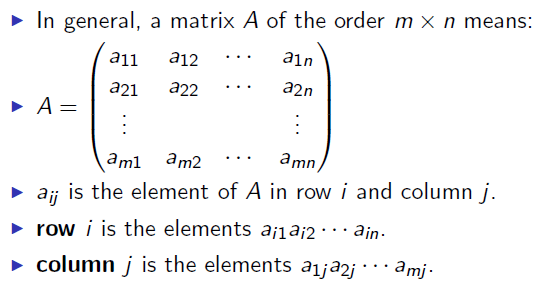 ▶ In general, a matrix A of the order m × n means:
a₁₁ a₁₂ ⋯ a₁ₙ
a₂₁ a₂₂ ⋯ a₂ₙ
▶ A =
⋮ ⋮
aₘ₁ aₘ₂ ⋯ aₘₙ
▶ aᵢⱼ is the element of A in row i and column j.
▶ row i is the elements aᵢ₁aᵢ₂ ⋯ aᵢₙ.
▶ column j is the elements a₁ⱼa₂ⱼ ⋯ aₘⱼ.